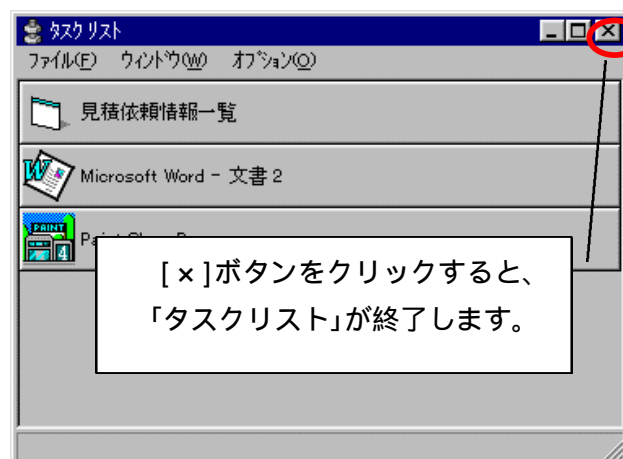 タスク リスト
ファイル(F) ウィンドウ(W) オプション(O)
見積依頼情報一覧
Microsoft Word - 文書 2
PAINT
4
[×]ボタンをクリックすると、
「タスクリスト」が終了します。